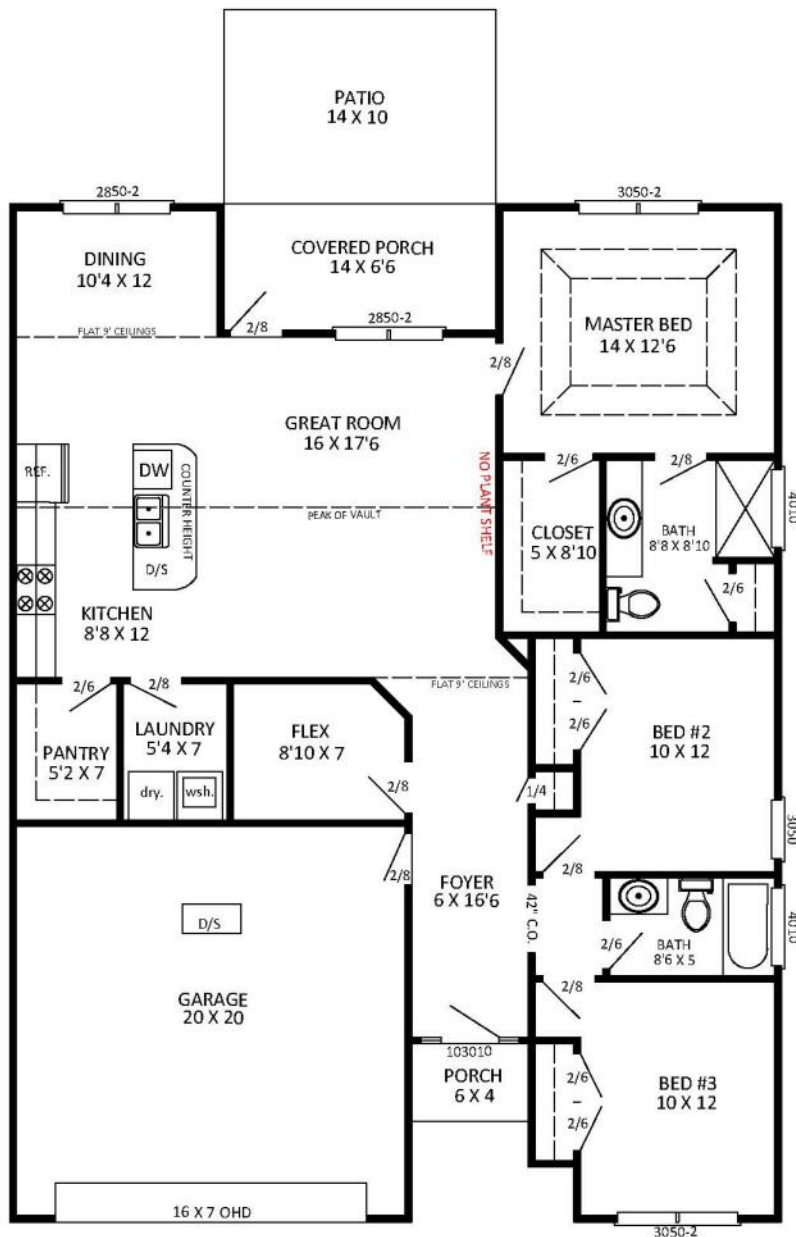 PATIO
14 X 10
2850-2
3050-2
DINING
10'4 X 12
COVERED PORCH
14 X 6'6
2850-2
2/8
FLAT 9' CEILINGS
MASTER BED
14 X 12'6
2/8
GREAT ROOM
16 X 17'6
REF.
DW
COUNTER HEIGHT
D/S
PEAK OF VAULT
NO PLANT SHELF
2/6
2/8
4010
CLOSET
5 X 8'10
BATH
8'8 X 8'10
2/6
KITCHEN
8'8 X 12
FLAT 9' CEILINGS
2/6
2/8
PANTRY
5'2 X 7
LAUNDRY
5'4 X 7
dry.
wsh.
FLEX
8'10 X 7
2/8
2/6
2/6
BED #2
10 X 12
1/4
3050
2/8
2/8
FOYER
6 X 16'6
42" C.O.
2/6
BATH
8'6 X 5
4010
D/S
GARAGE
20 X 20
2/8
103010
PORCH
6 X 4
2/6
2/6
BED #3
10 X 12
16 X 7 OHD
3050-2